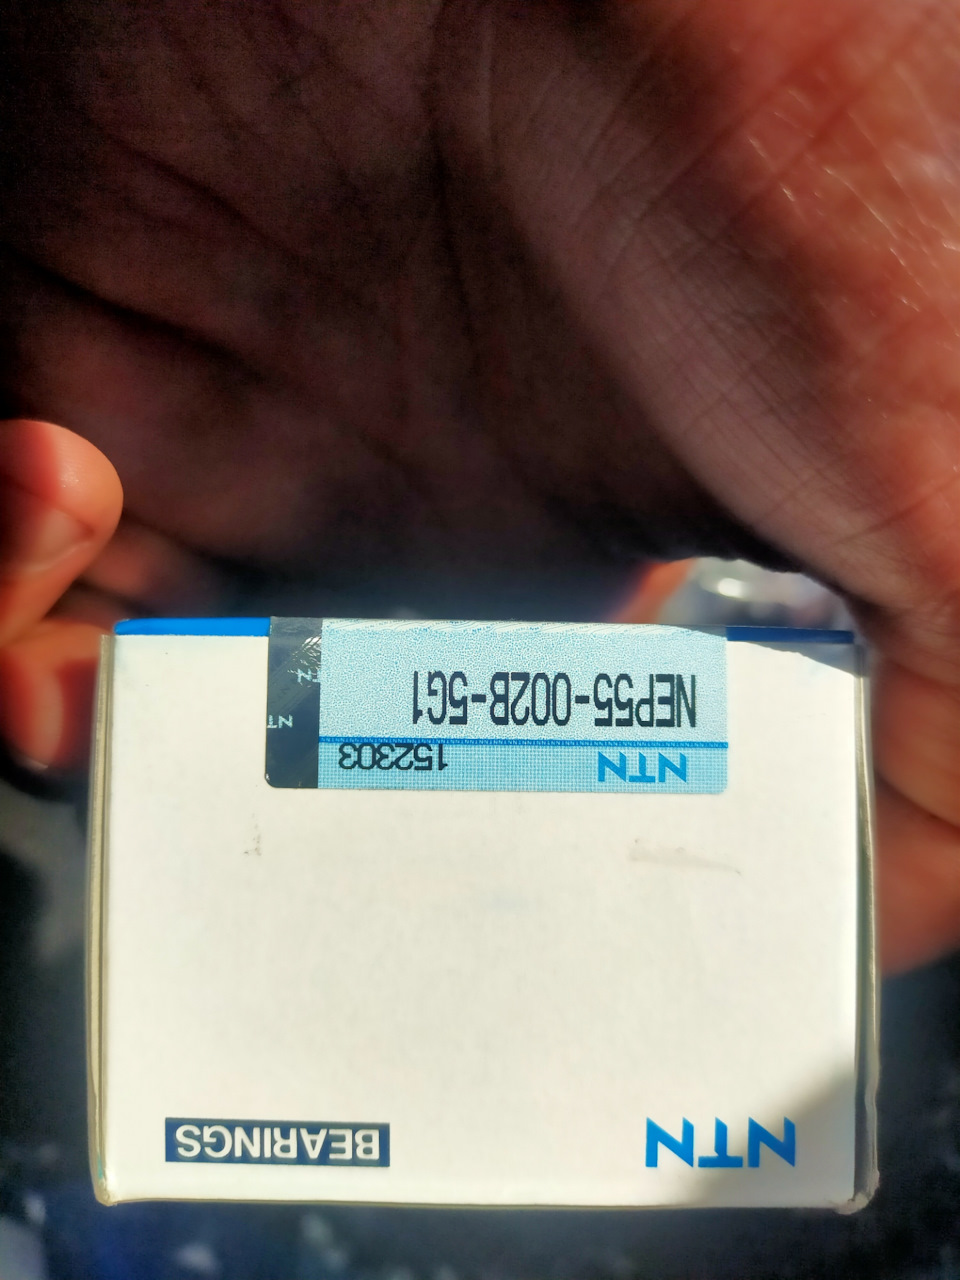 NTN BEARINGS
NTN 152303
NEP55-002B-5G1